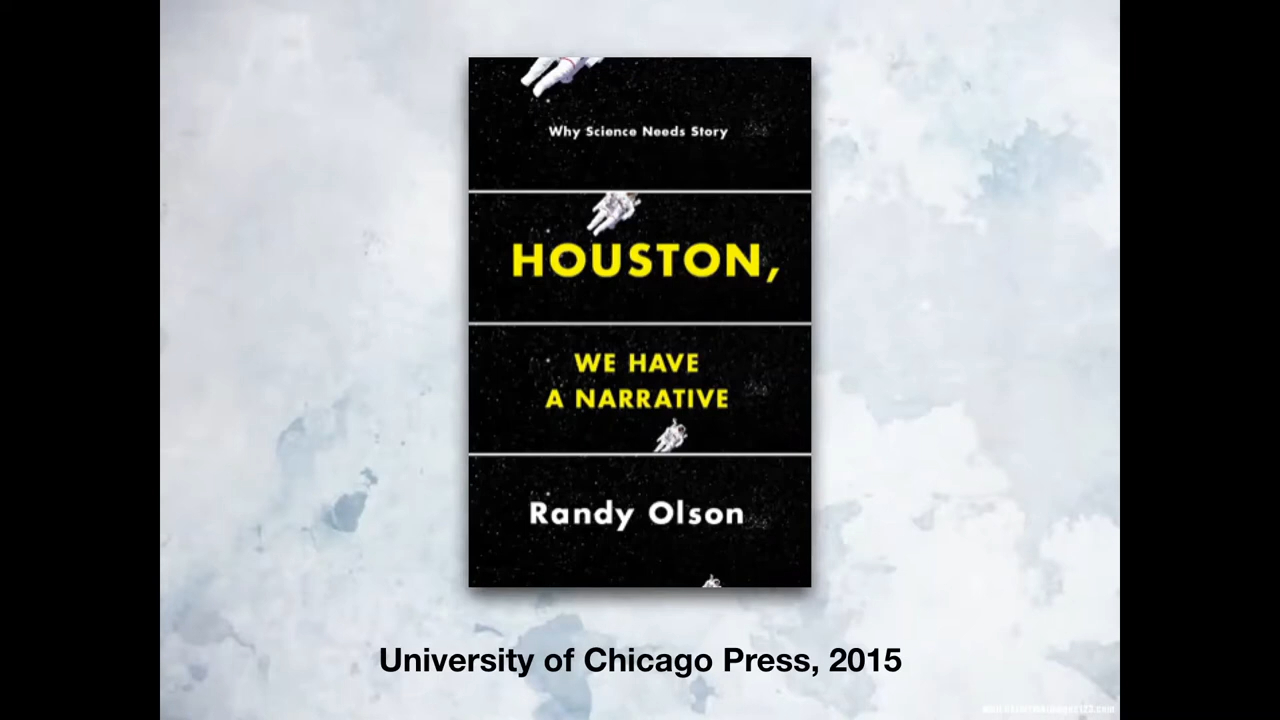 Why Science Needs Story
HOUSTON,
WE HAVE
A NARRATIVE
Randy Olson
University of Chicago Press, 2015